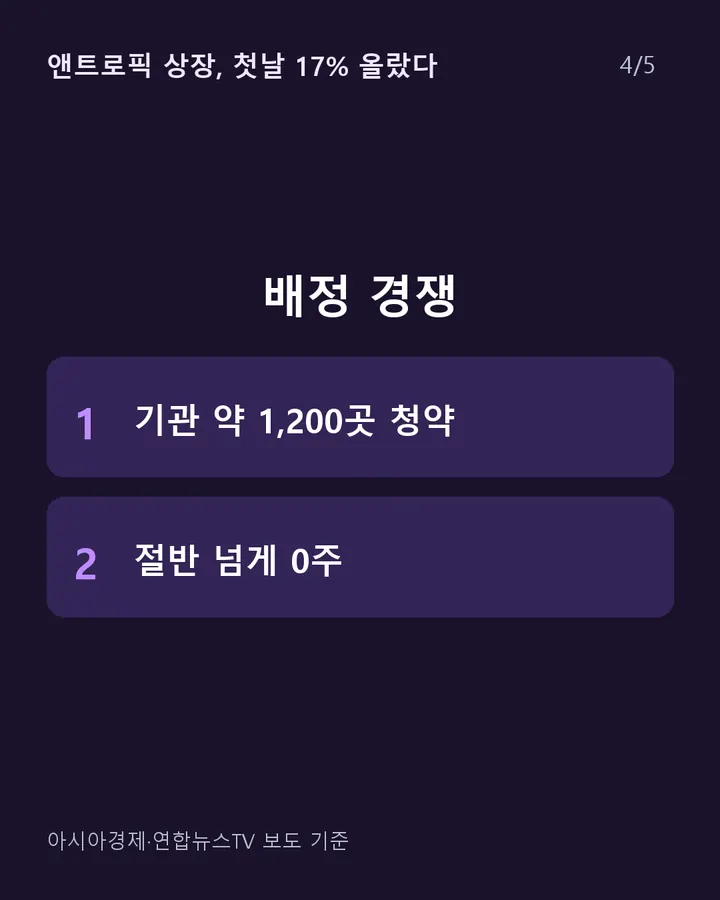 앤트로픽 상장, 첫날 17% 올랐다
4/5
배정 경쟁
1 기관 약 1,200곳 청약
2 절반 넘게 0주
아시아경제·연합뉴스TV 보도 기준